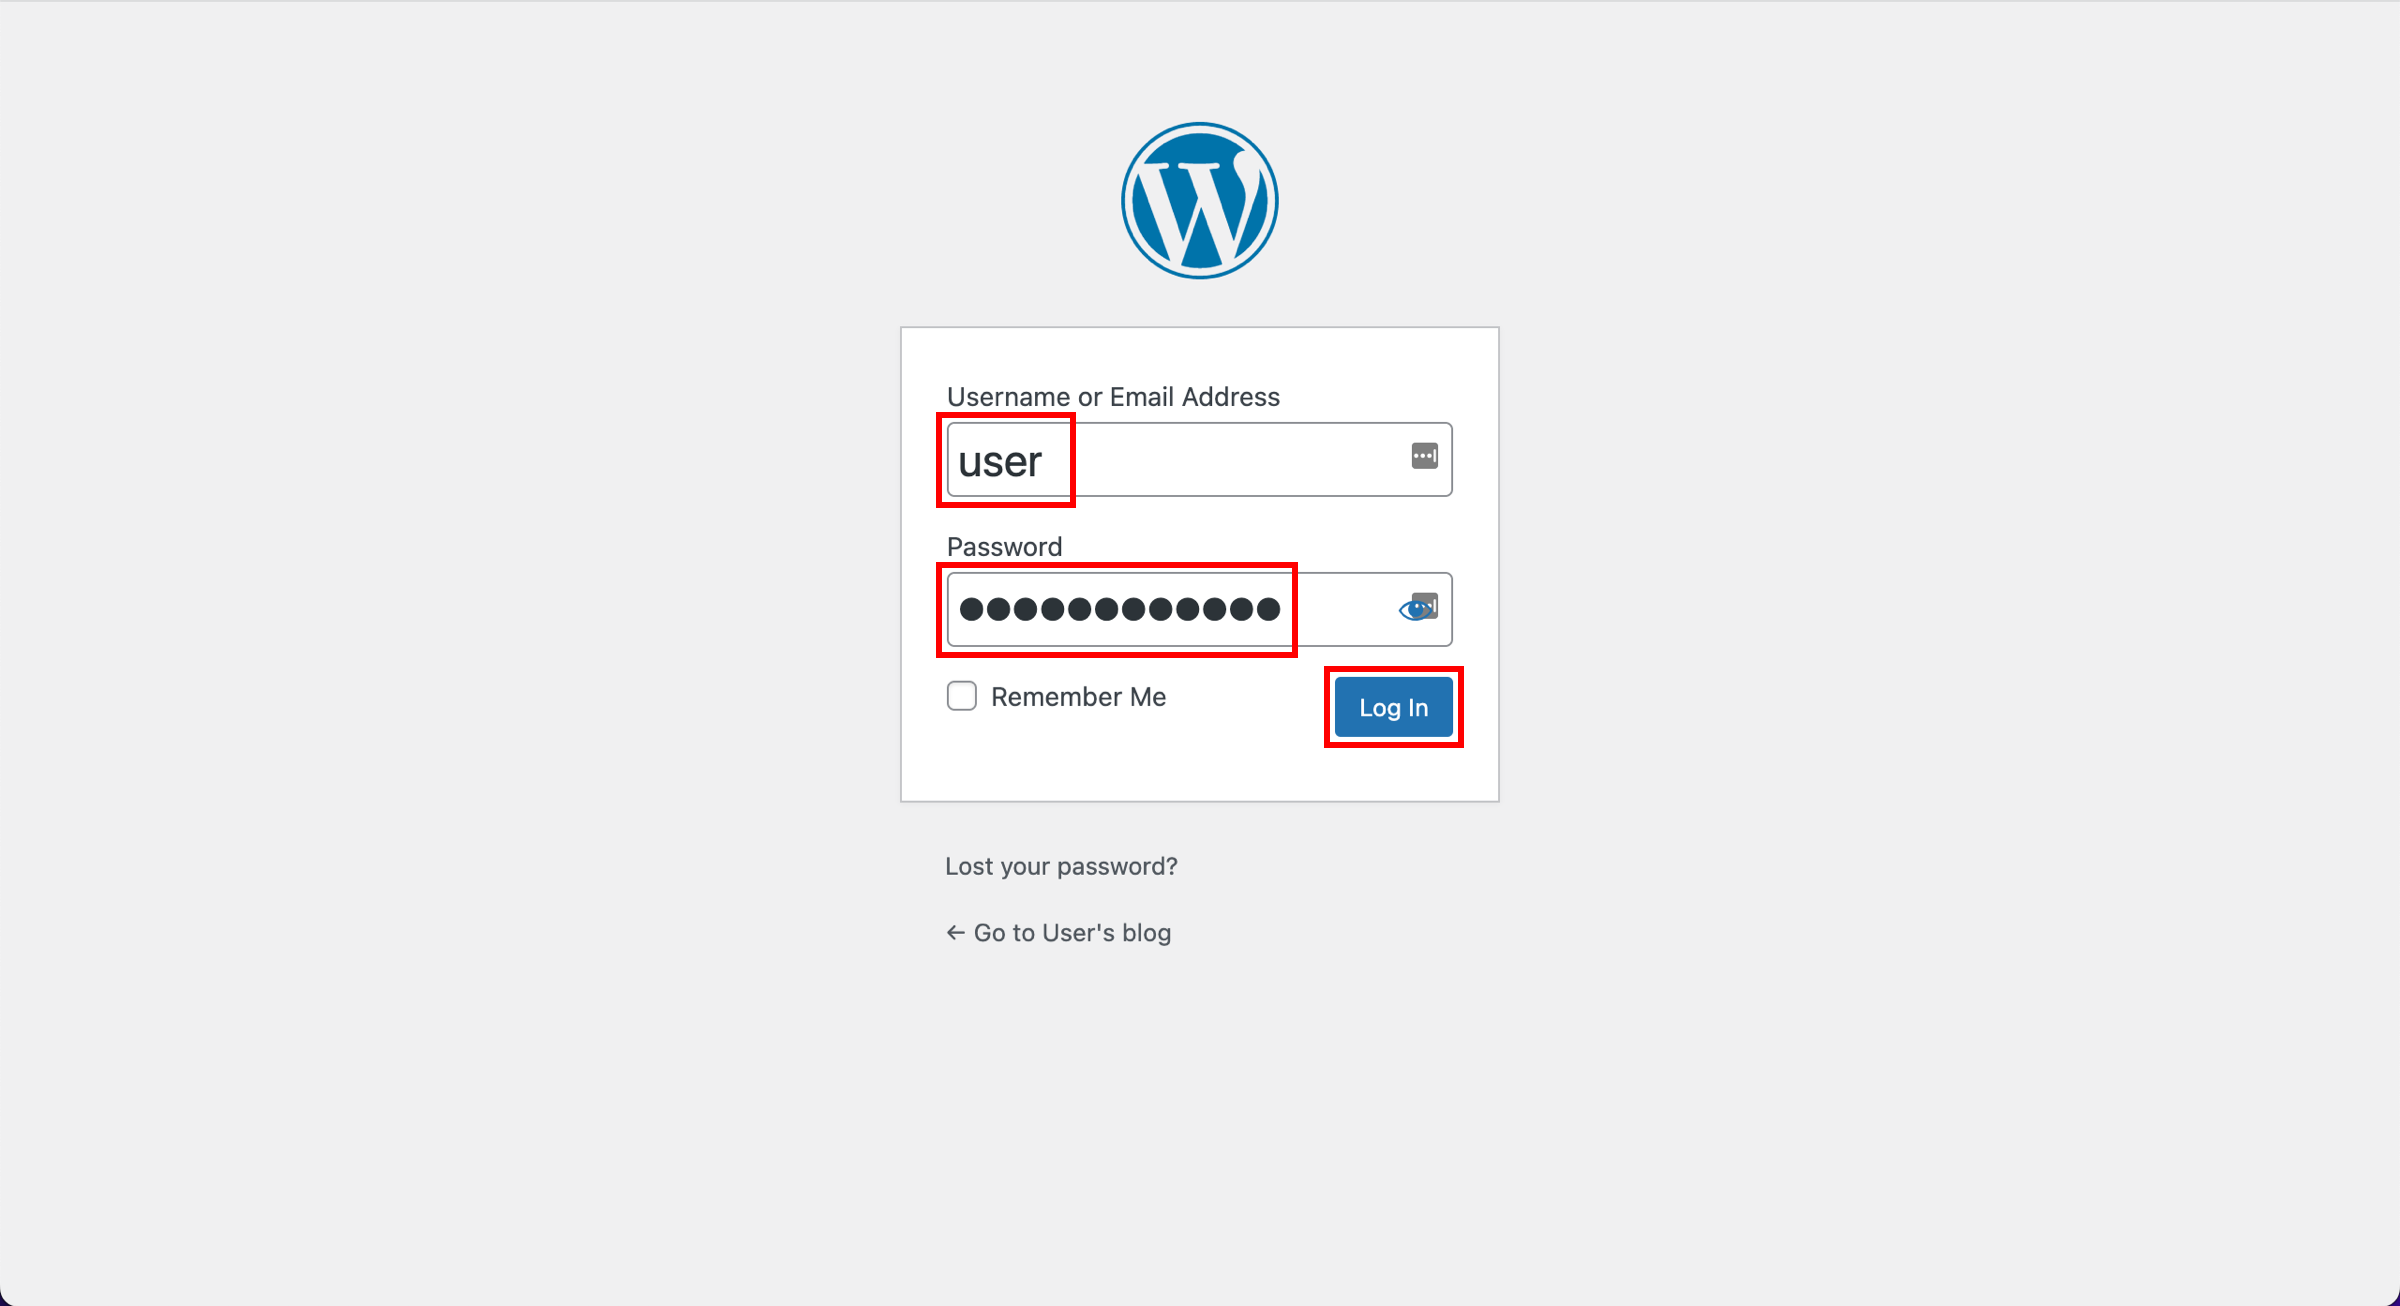 Username or Email Address
user
Password
●●●●●●●●●●●●
Remember Me
Log In
Lost your password?
← Go to User's blog